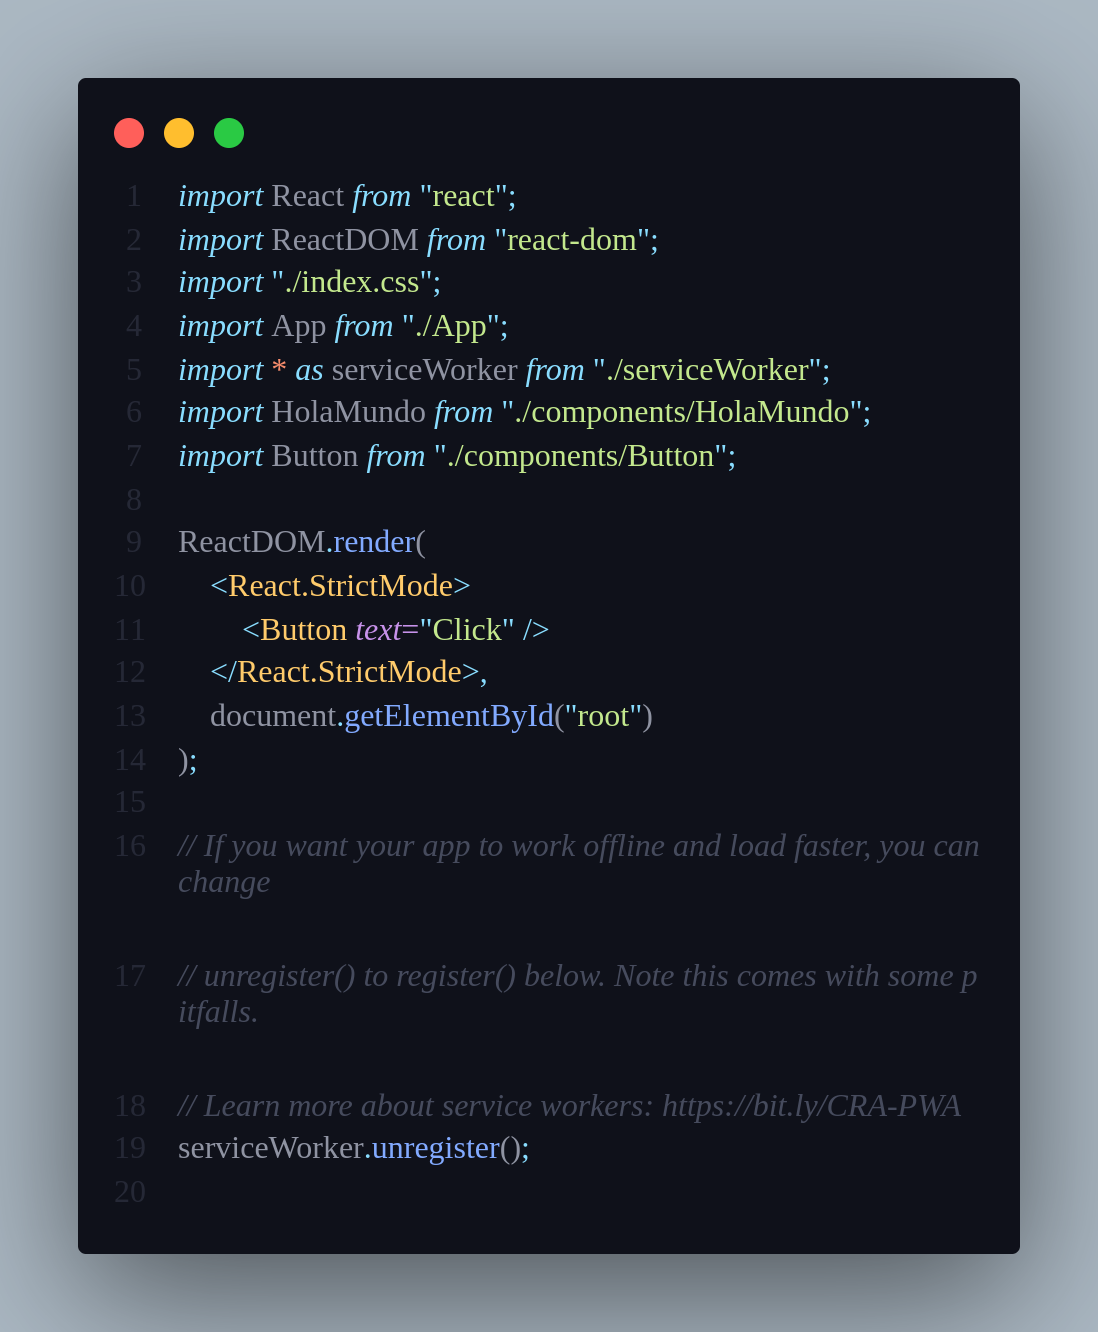 1 import React from "react";
2 import ReactDOM from "react-dom";
3 import "./index.css";
4 import App from "./App";
5 import * as serviceWorker from "./serviceWorker";
6 import HolaMundo from "./components/HolaMundo";
7 import Button from "./components/Button";
8
9 ReactDOM.render(
10     <React.StrictMode>
11         <Button text="Click" />
12     </React.StrictMode>,
13     document.getElementById("root")
14 );
15
16 // If you want your app to work offline and load faster, you can
change
17 // unregister() to register() below. Note this comes with some p
itfalls.
18 // Learn more about service workers: https://bit.ly/CRA-PWA
19 serviceWorker.unregister();
20